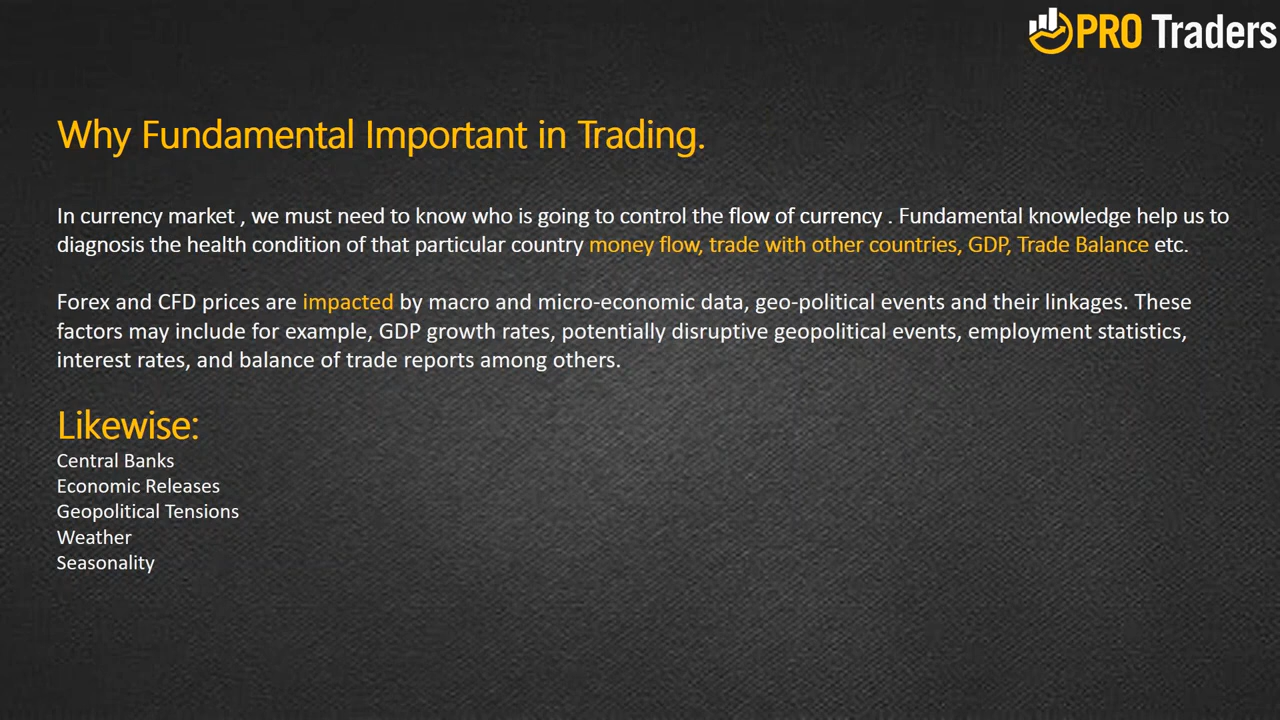 PRO Traders
Why Fundamental Important in Trading.
In currency market , we must need to know who is going to control the flow of currency . Fundamental knowledge help us to
diagnosis the health condition of that particular country money flow, trade with other countries, GDP, Trade Balance etc.
Forex and CFD prices are impacted by macro and micro-economic data, geo-political events and their linkages. These
factors may include for example, GDP growth rates, potentially disruptive geopolitical events, employment statistics,
interest rates, and balance of trade reports among others.
Likewise:
Central Banks
Economic Releases
Geopolitical Tensions
Weather
Seasonality